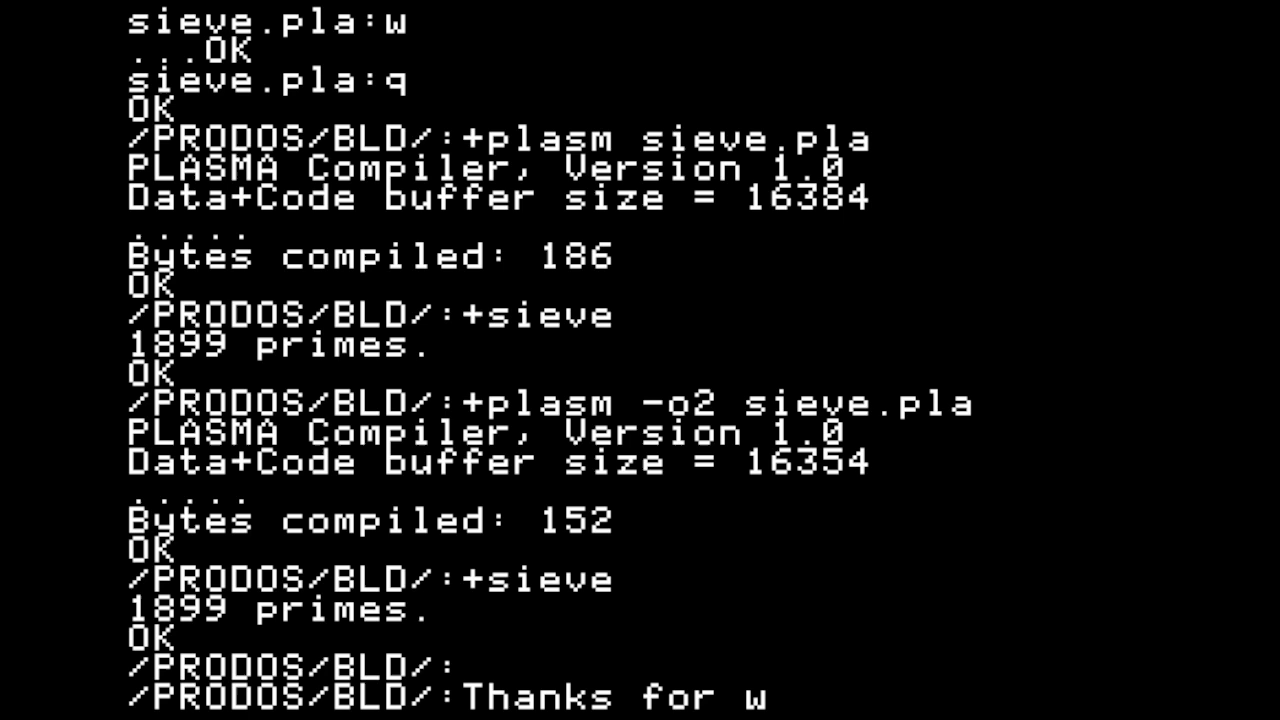 sieve.pla:w
...OK
sieve.pla:q
OK
/PRODOS/BLD/:+plasm sieve.pla
PLASMA Compiler, Version 1.0
Data+Code buffer size = 16384
.....
Bytes compiled: 186
OK
/PRODOS/BLD/:+sieve
1899 primes.
OK
/PRODOS/BLD/:+plasm -o2 sieve.pla
PLASMA Compiler, Version 1.0
Data+Code buffer size = 16354
.....
Bytes compiled: 152
OK
/PRODOS/BLD/:+sieve
1899 primes.
OK
/PRODOS/BLD/:
/PRODOS/BLD/:Thanks for w